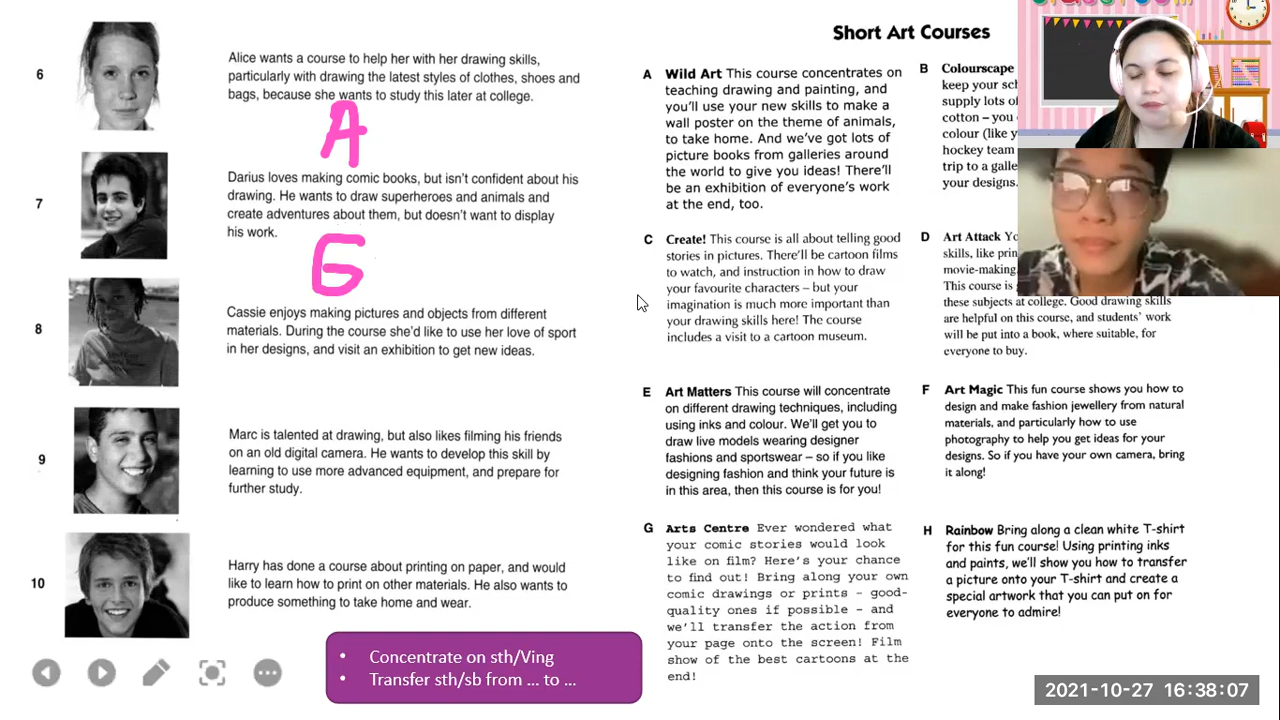 Short Art Courses
6
Alice wants a course to help her with her drawing skills,
particularly with drawing the latest styles of clothes, shoes and
bags, because she wants to study this later at college.
A
7
Darius loves making comic books, but isn't confident about his
drawing. He wants to draw superheroes and animals and
create adventures about them, but doesn't want to display
his work.
G
8
Cassie enjoys making pictures and objects from different
materials. During the course she'd like to use her love of sport
in her designs, and visit an exhibition to get new ideas.
9
Marc is talented at drawing, but also likes filming his friends
on an old digital camera. He wants to develop this skill by
learning to use more advanced equipment, and prepare for
further study.
10
Harry has done a course about printing on paper, and would
like to learn how to print on other materials. He also wants to
produce something to take home and wear.
• Concentrate on sth/Ving
• Transfer sth/sb from ... to ...
A Wild Art This course concentrates on
teaching drawing and painting, and
you'll use your new skills to make a
wall poster on the theme of animals,
to take home. And we've got lots of
picture books from galleries around
the world to give you ideas! There'll
be an exhibition of everyone's work
at the end, too.
B Colourscape
keep your
supply lots
cotton – you
colour (like
hockey team
trip to a
your designs.
C Create! This course is all about telling good
stories in pictures. There'll be cartoon films
to watch, and instruction in how to draw
your favourite characters – but your
imagination is much more important than
your drawing skills here! The course
includes a visit to a cartoon museum.
D Art Attack
skills, like
movie-making.
This course is
these subjects at college. Good drawing skills
are helpful on this course, and students' work
will be put into a book, where suitable, for
everyone to buy.
E Art Matters This course will concentrate
on different drawing techniques, including
using inks and colour. We'll get you to
draw live models wearing designer
fashions and sportswear – so if you like
designing fashion and think your future is
in this area, then this course is for you!
F Art Magic This fun course shows you how to
design and make fashion jewellery from natural
materials, and particularly how to use
photography to help you get ideas for your
designs. So if you have your own camera, bring
it along!
G Arts Centre Ever wondered what
your comic stories would look
like on film? Here's your chance
to find out! Bring along your own
comic drawings or prints – good-
quality ones if possible – and
we'll transfer the action from
your page onto the screen! Film
show of the best cartoons at the
end!
H Rainbow Bring along a clean white T-shirt
for this fun course! Using printing inks
and paints, we'll show you how to transfer
a picture onto your T-shirt and create a
special artwork that you can put on for
everyone to admire!
2021-10-27 16:38:07